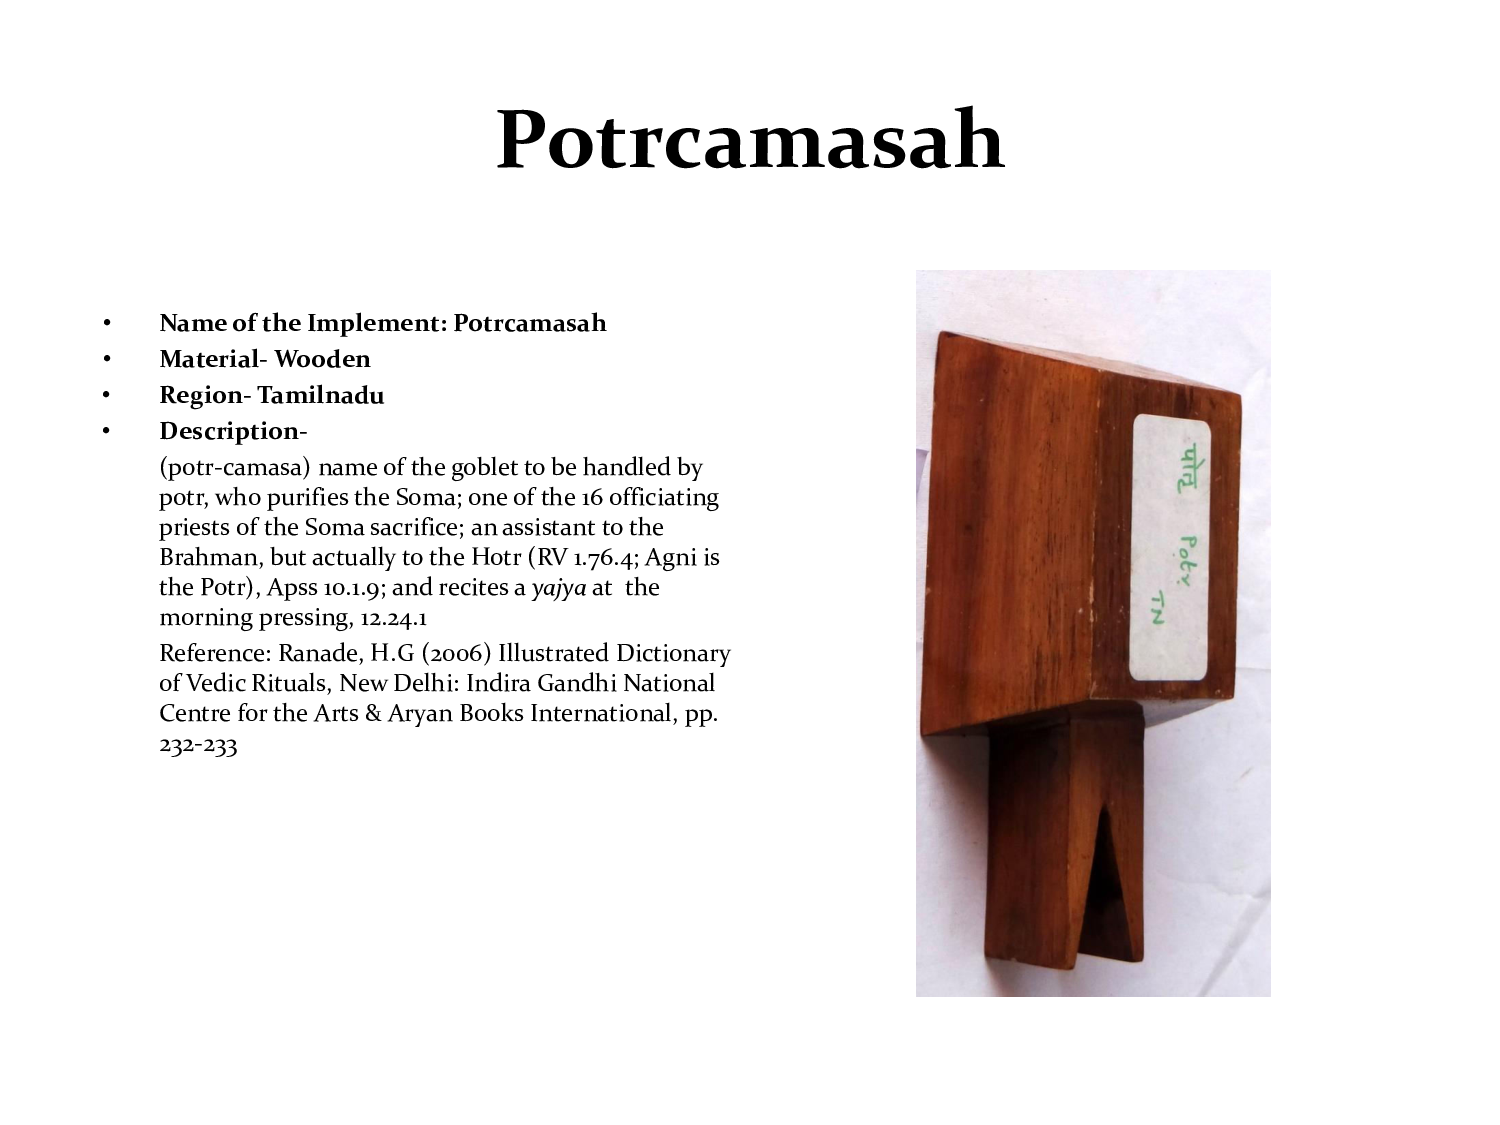 Potrcamasah
• Name of the Implement: Potrcamasah
• Material- Wooden
• Region- Tamilnadu
• Description-
(potr-camasa) name of the goblet to be handled by
potr, who purifies the Soma; one of the 16 officiating
priests of the Soma sacrifice; an assistant to the
Brahman, but actually to the Hotr (RV 1.76.4; Agni is
the Potr), Apss 10.1.9; and recites a yajya at the
morning pressing, 12.24.1
Reference: Ranade, H.G (2006) Illustrated Dictionary
of Vedic Rituals, New Delhi: Indira Gandhi National
Centre for the Arts & Aryan Books International, pp.
232-233
पोतृ Potṛ
TN